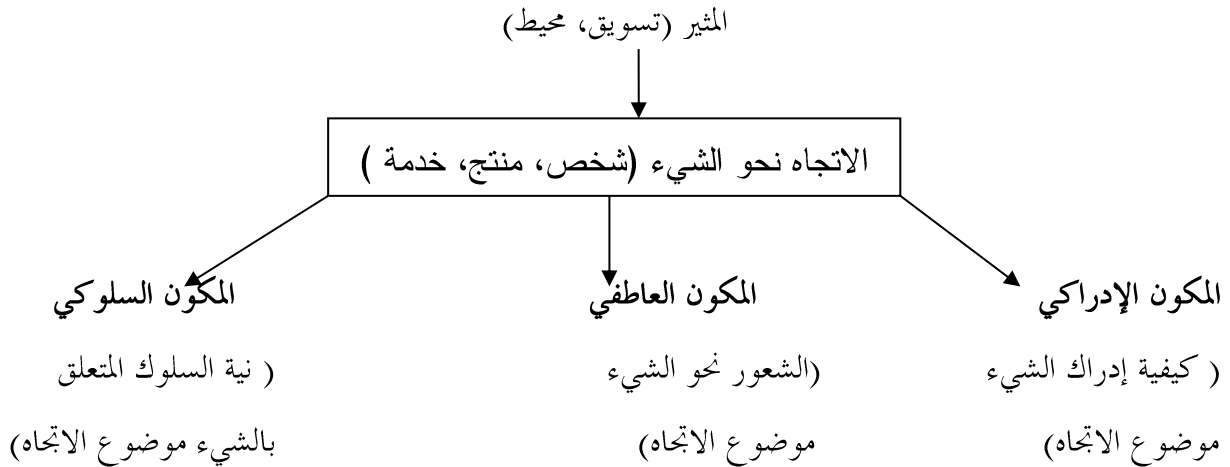 المثير (تسويق، محيط)
الاتجاه نحو الشيء (شخص، منتج، خدمة )
المكون الإدراكي
( كيفية إدراك الشيء
موضوع الاتجاه)
المكون العاطفي
(الشعور نحو الشيء
موضوع الاتجاه)
المكون السلوكي
( نية السلوك المتعلق
بالشيء موضوع الاتجاه)